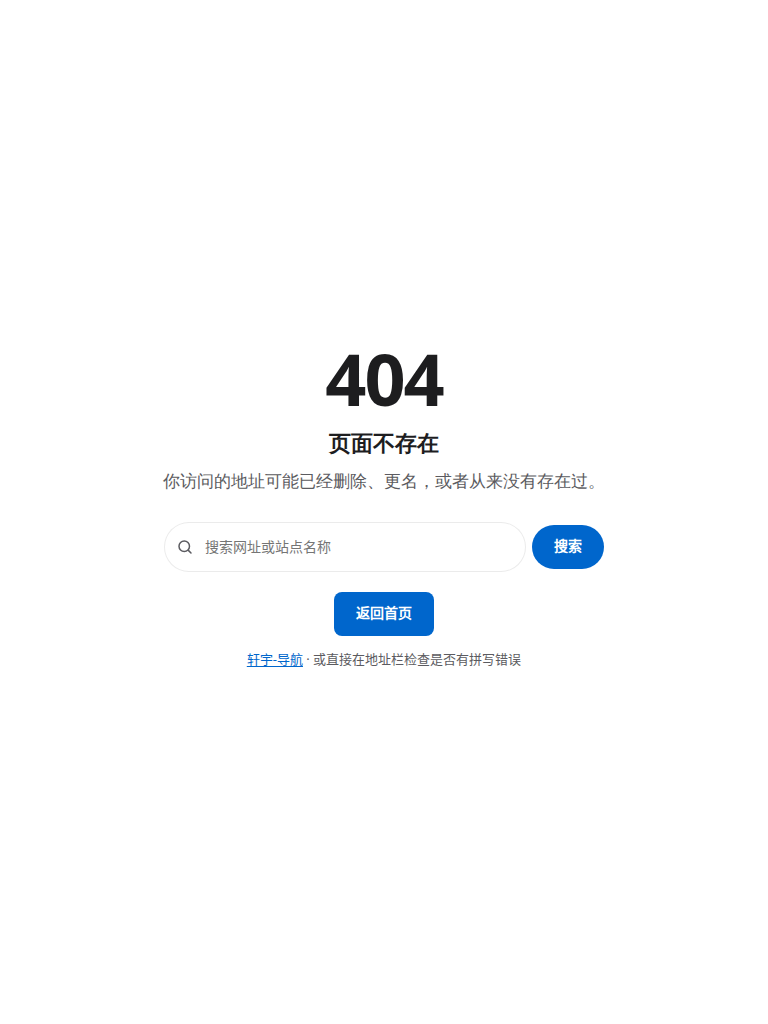 404
页面不存在
你访问的地址可能已经删除、更名，或者从来没有存在过。
搜索网址或站点名称
搜索
返回首页
轩宇-导航 · 或直接在地址栏检查是否有拼写错误